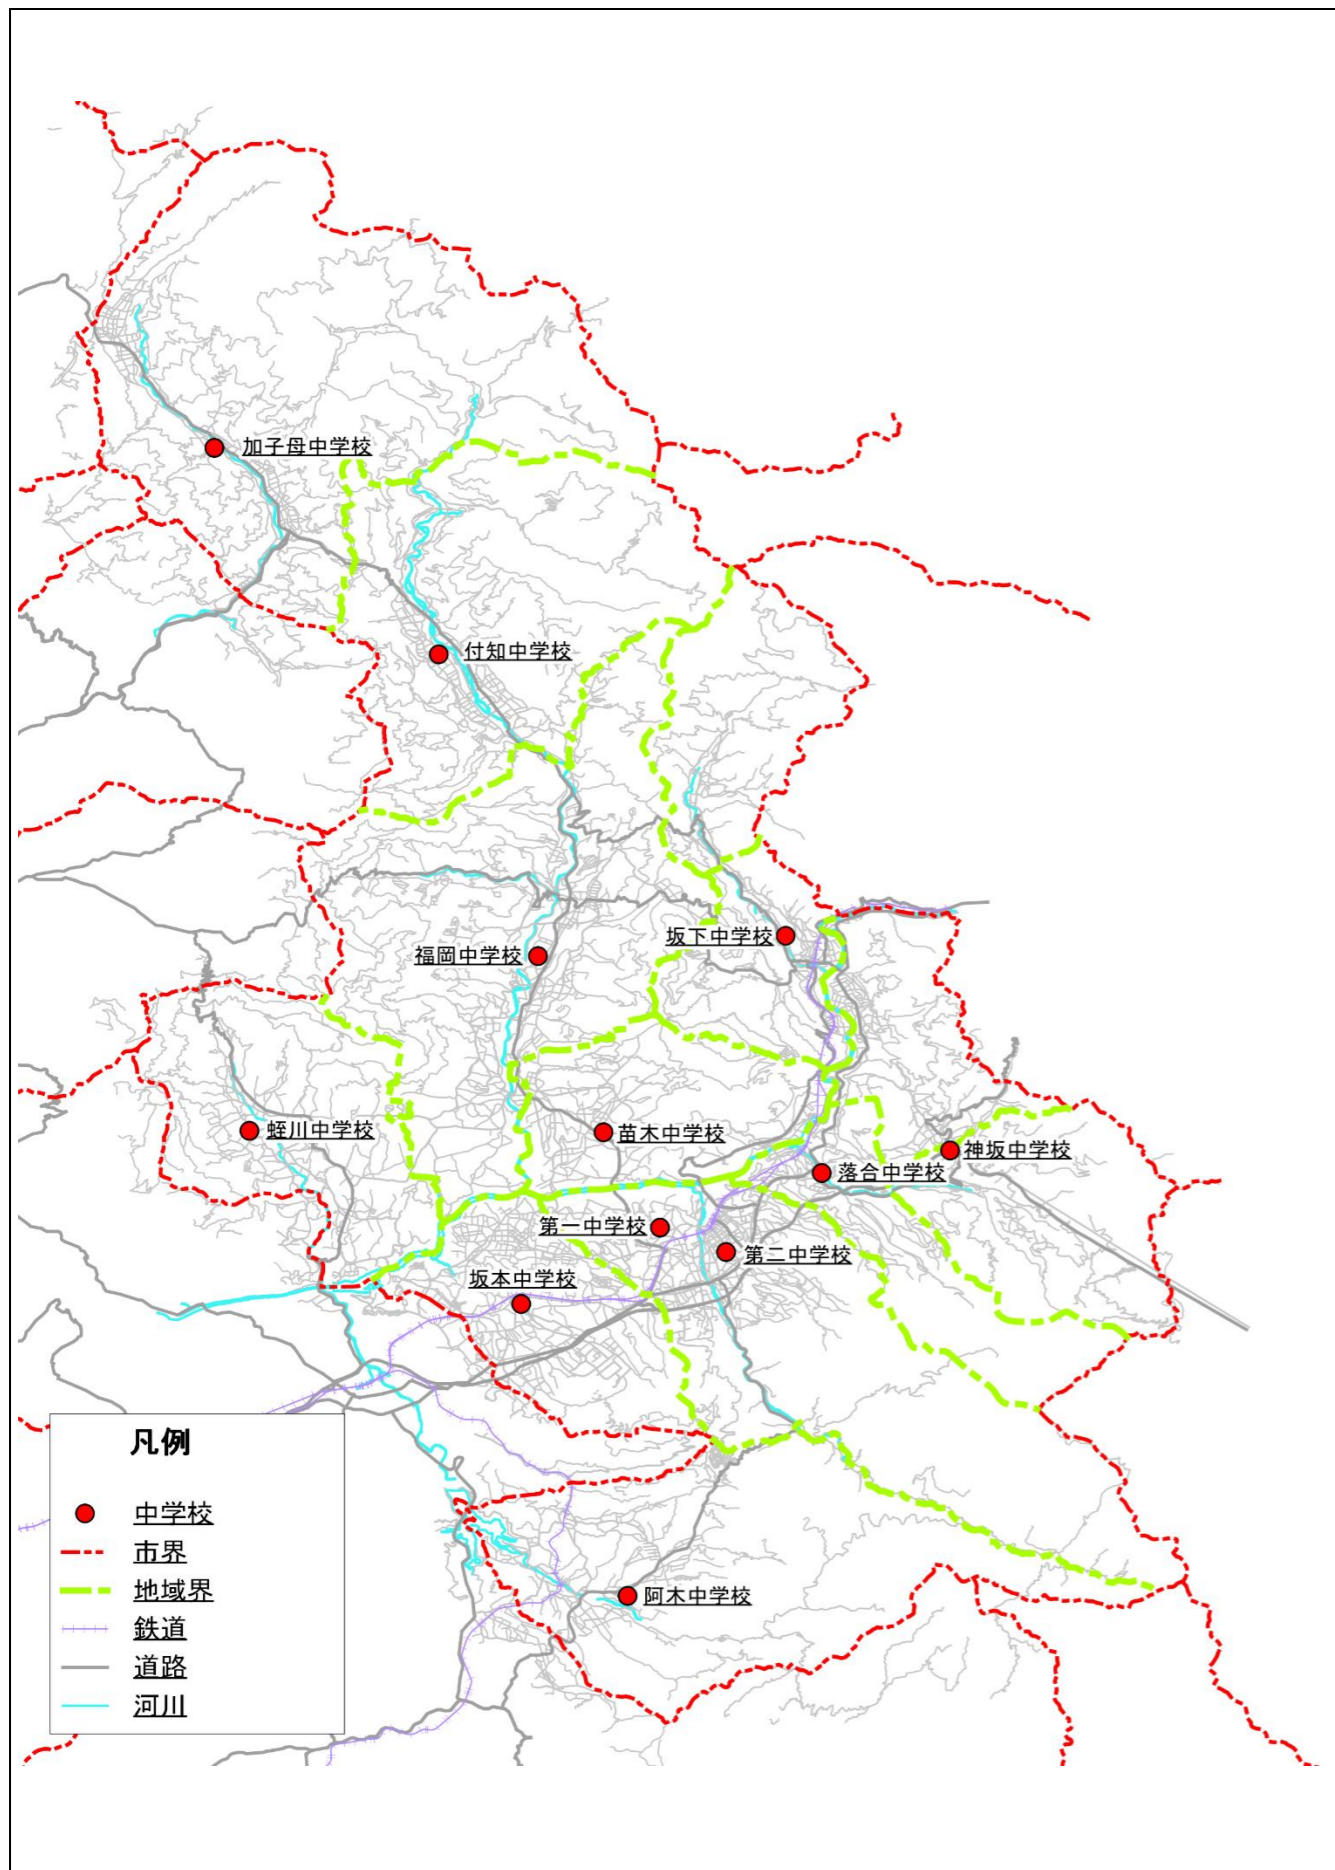 加子母中学校
付知中学校
坂下中学校
福岡中学校
蛭川中学校
苗木中学校
神坂中学校
落合中学校
第一中学校
第二中学校
坂本中学校
阿木中学校
凡例
中学校
市界
地域界
鉄道
道路
河川